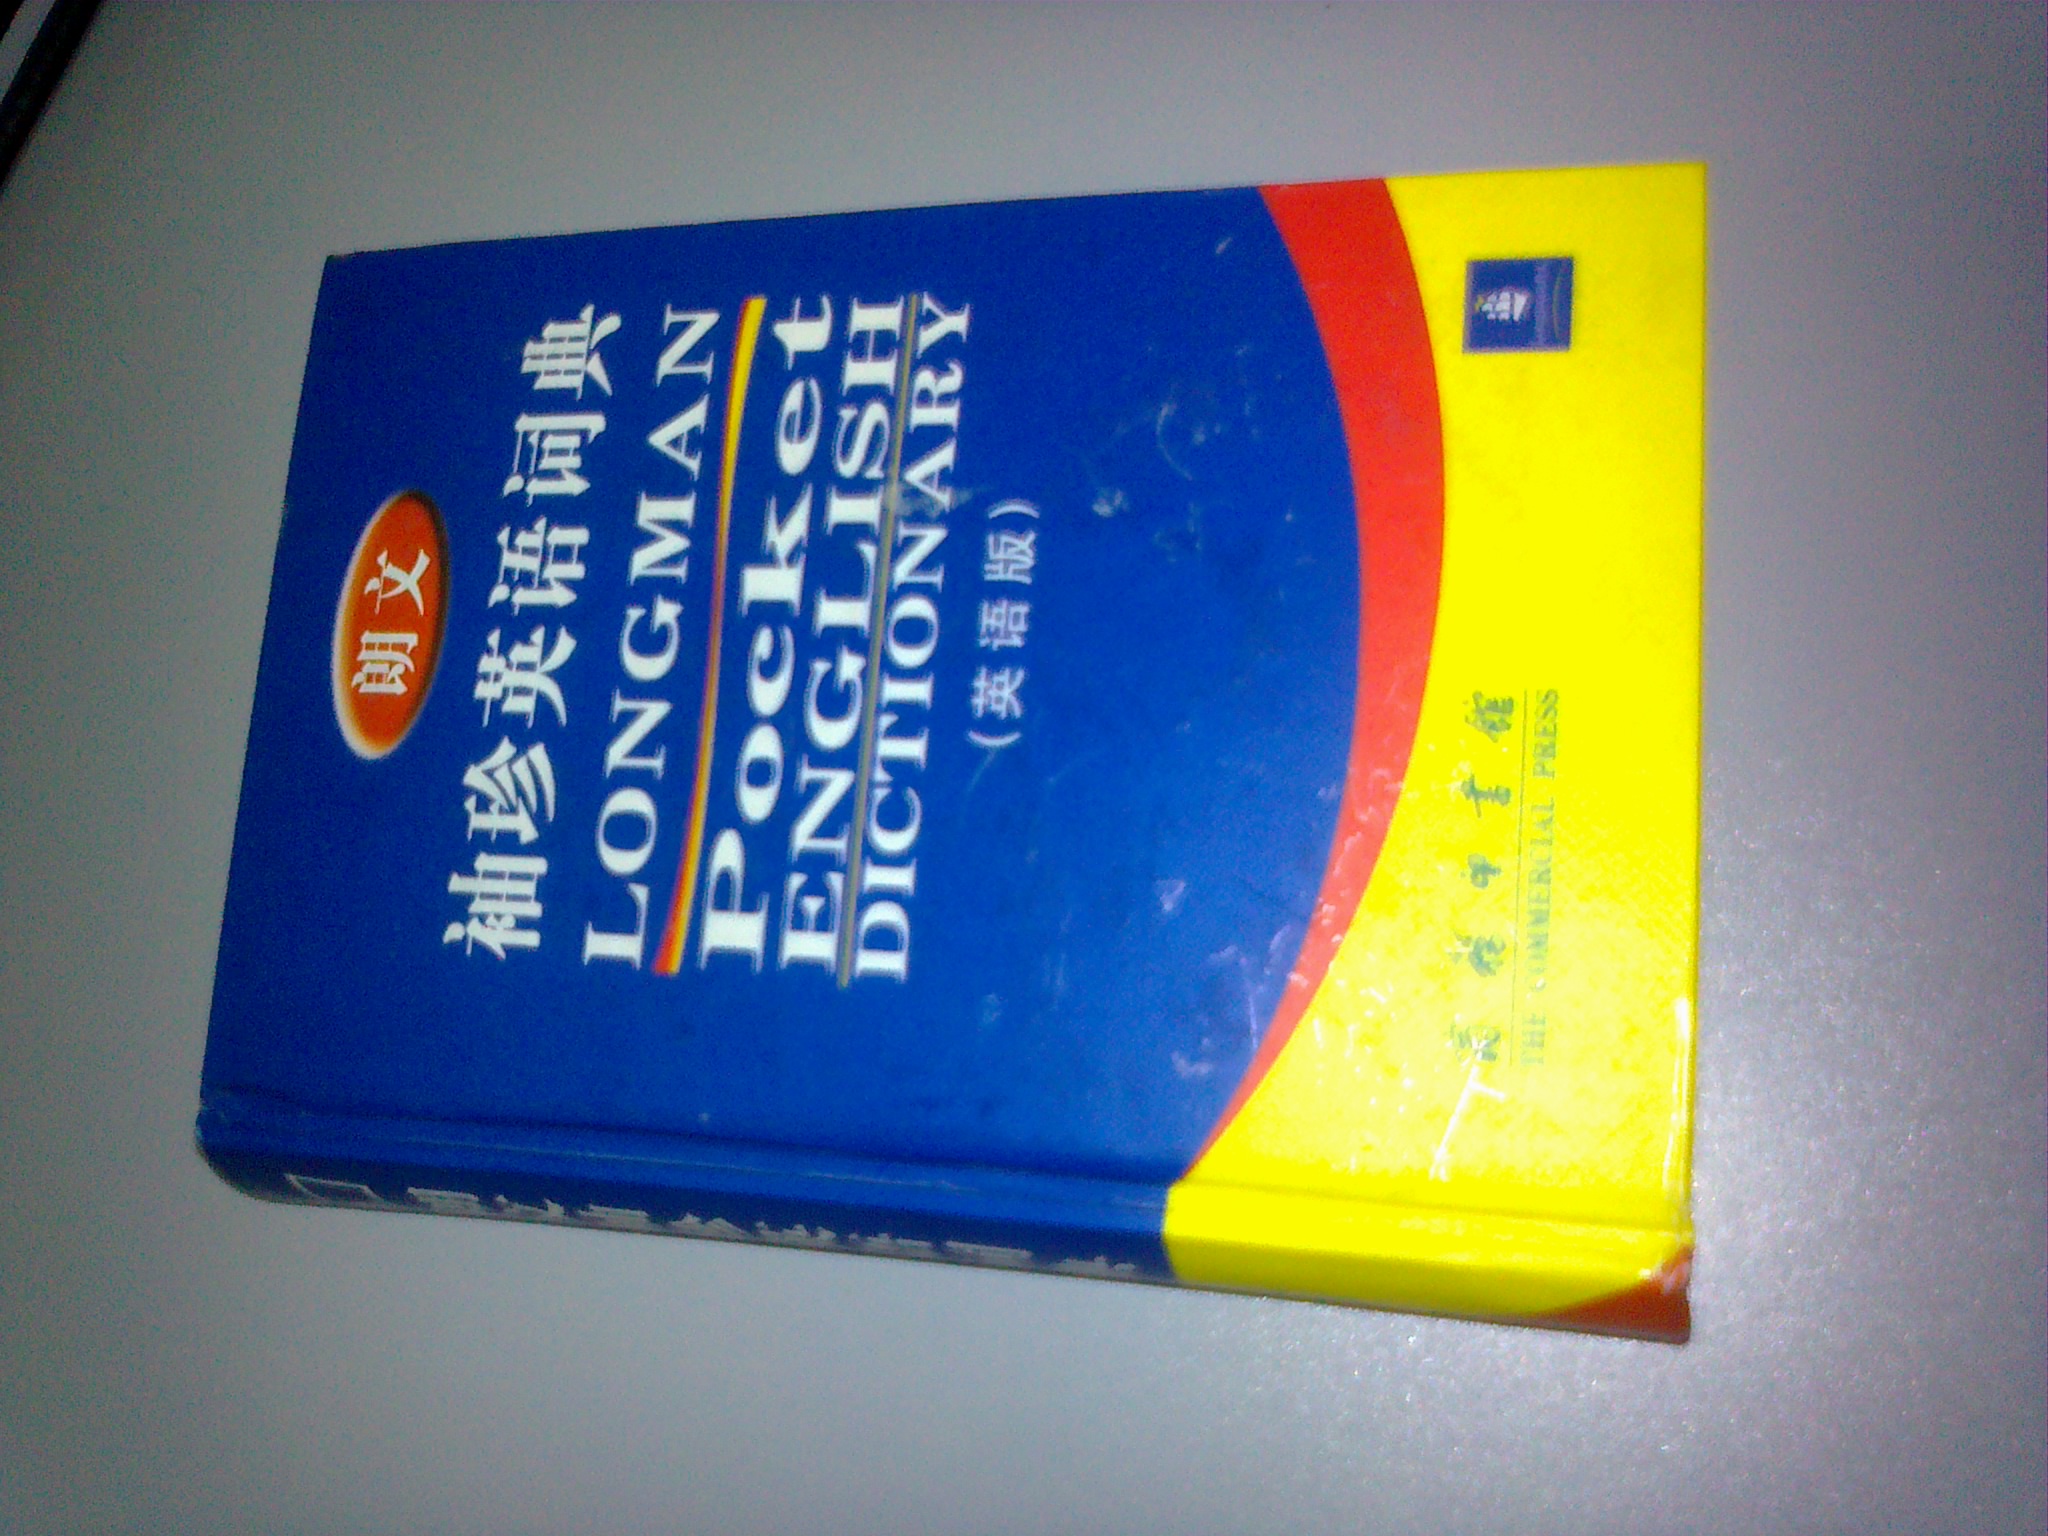 朗文
袖珍英语词典
LONGMAN
Pocket
ENGLISH
DICTIONARY
(英语版)
商务印书馆
THE COMMERCIAL PRESS